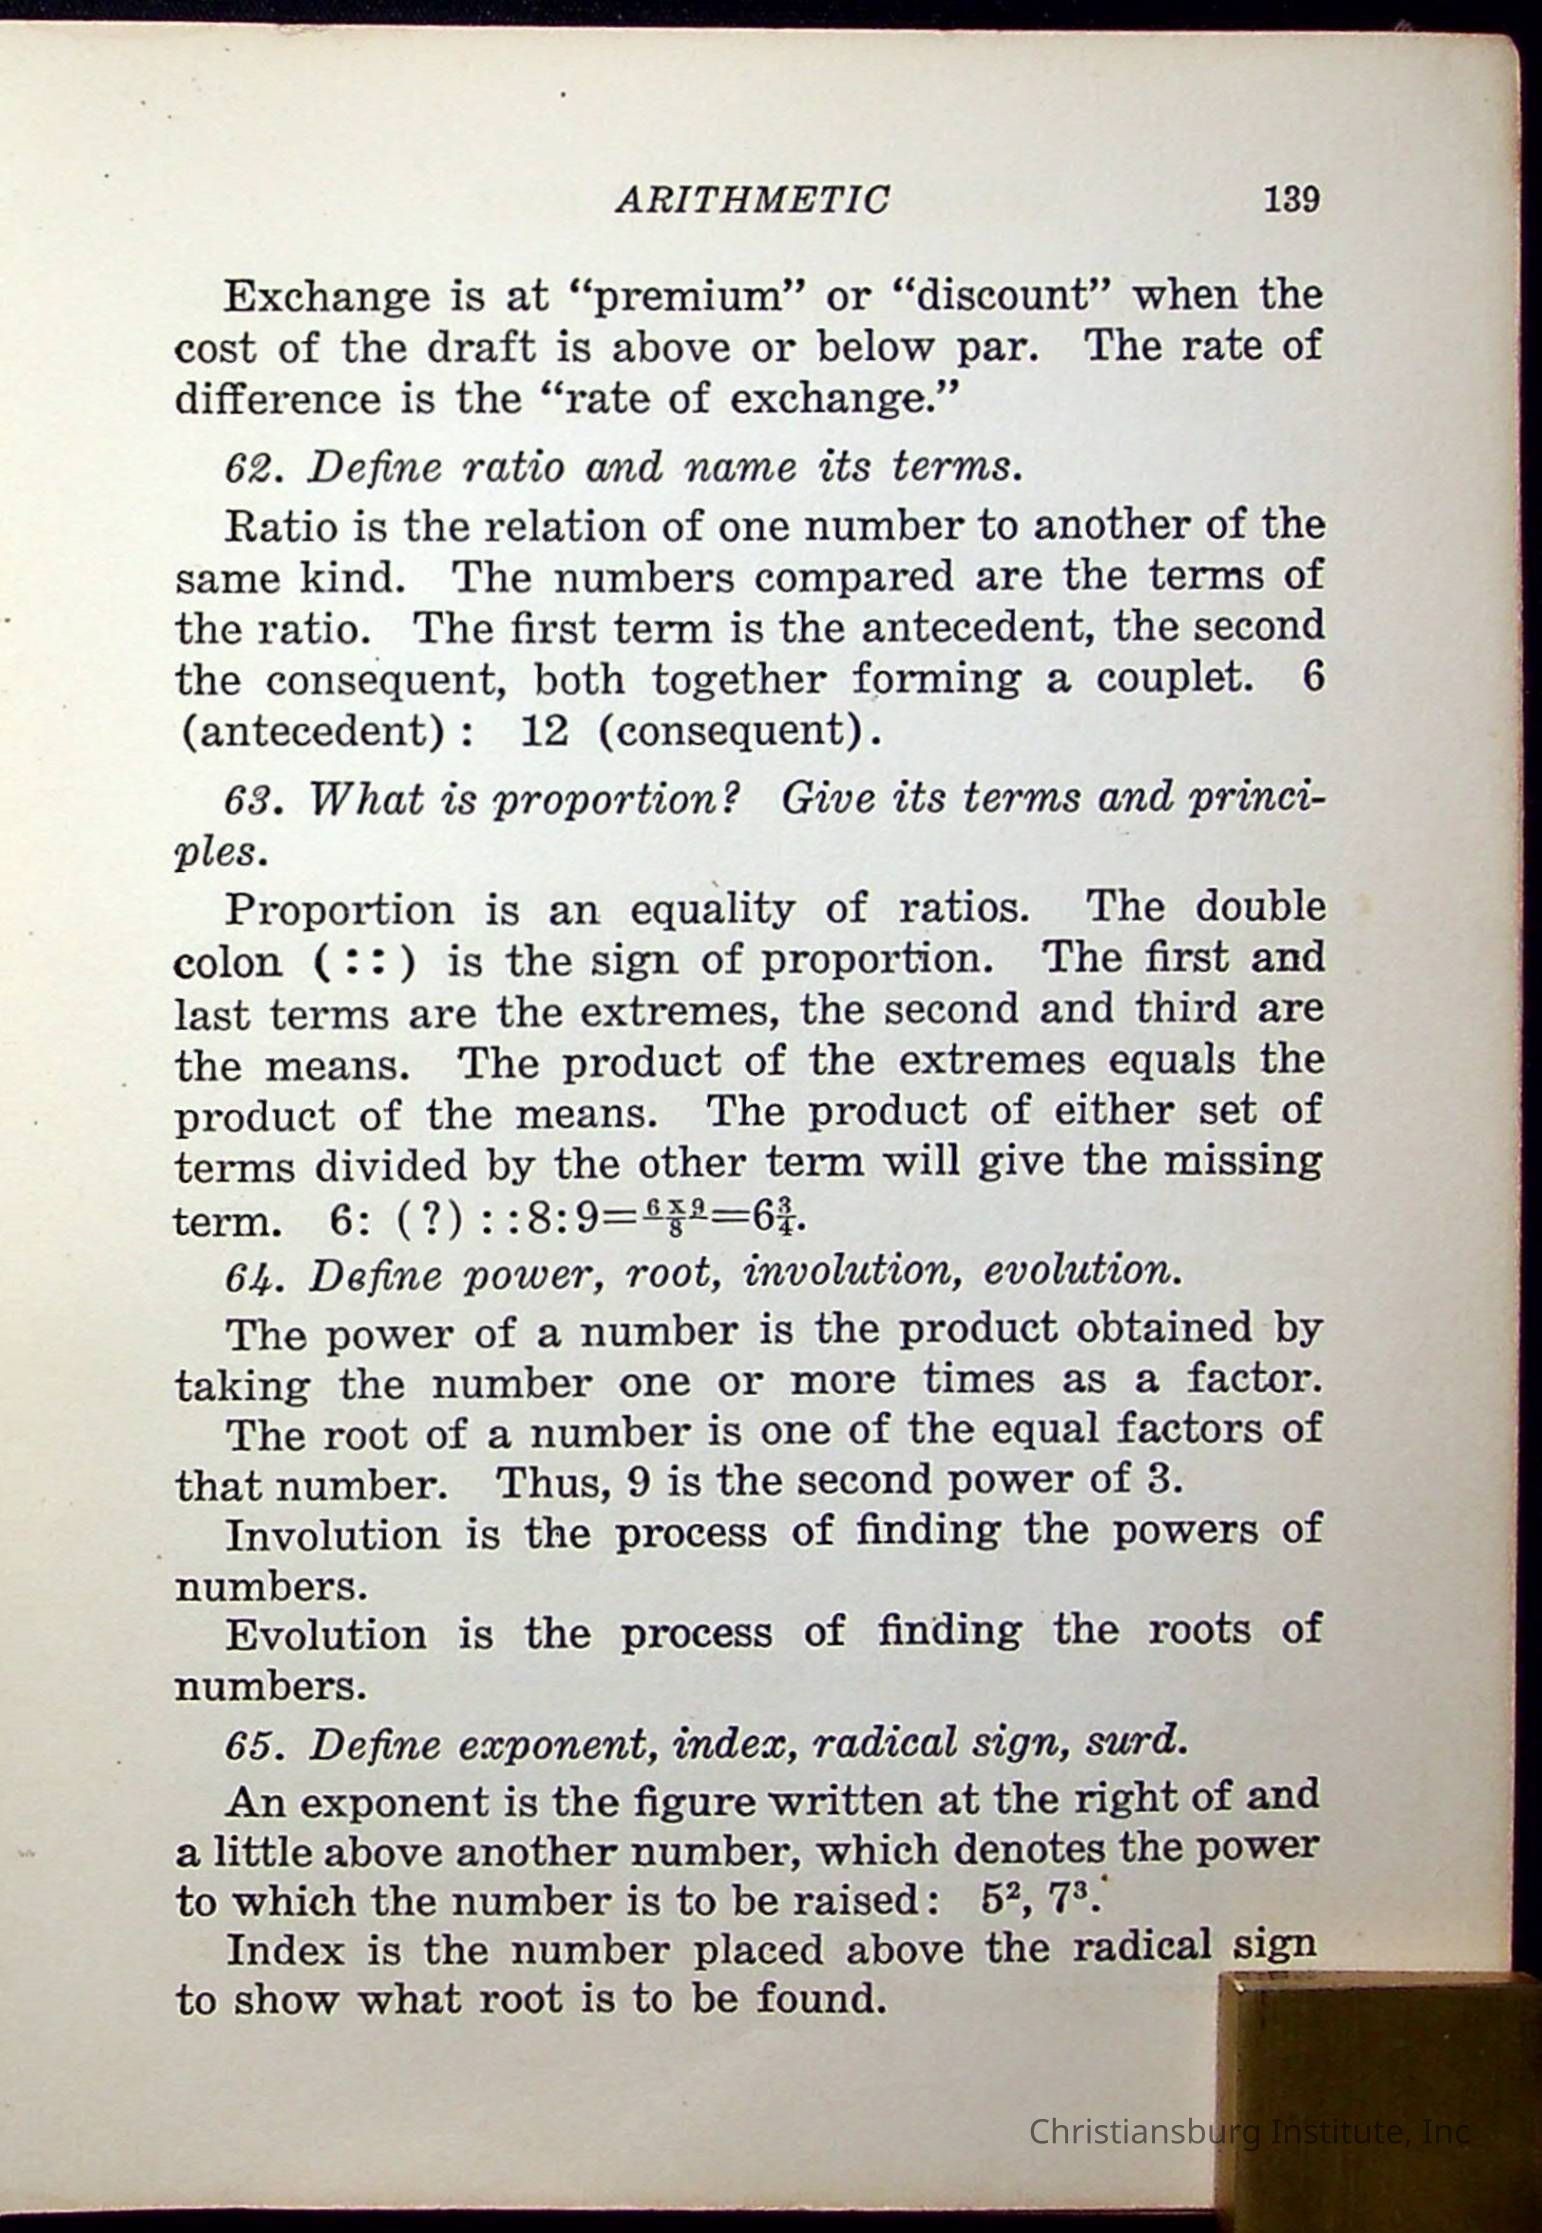 ARITHMETIC 139
Exchange is at “premium” or “discount” when the
cost of the draft is above or below par. The rate of
difference is the “rate of exchange.”
62. Define ratio and name its terms.
Ratio is the relation of one number to another of the
same kind. The numbers compared are the terms of
the ratio. The first term is the antecedent, the second
the consequent, both together forming a couplet. 6
(antecedent) : 12 (consequent).
63. What is proportion? Give its terms and princi-
ples.
Proportion is an equality of ratios. The double
colon (::) is the sign of proportion. The first and
last terms are the extremes, the second and third are
the means. The product of the extremes equals the
product of the means. The product of either set of
terms divided by the other term will give the missing
term. 6: (?) ::8:9=6x9/8=6¾.
64. Define power, root, involution, evolution.
The power of a number is the product obtained by
taking the number one or more times as a factor.
The root of a number is one of the equal factors of
that number. Thus, 9 is the second power of 3.
Involution is the process of finding the powers of
numbers.
Evolution is the process of finding the roots of
numbers.
65. Define exponent, index, radical sign, surd.
An exponent is the figure written at the right of and
a little above another number, which denotes the power
to which the number is to be raised: 5², 7³.
Index is the number placed above the radical sign
to show what root is to be found.
Christiansburg Institute, Inc